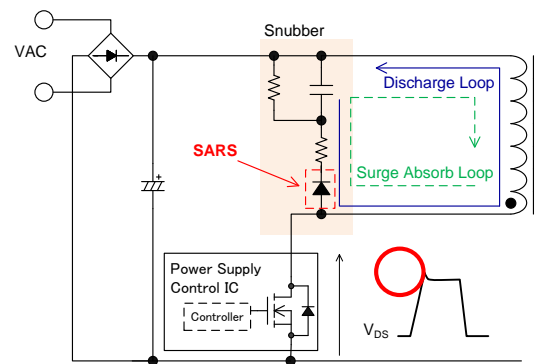 Snubber
VAC
Discharge Loop
SARS
Surge Absorb Loop
+
Power Supply
Control IC
Controller
VDS